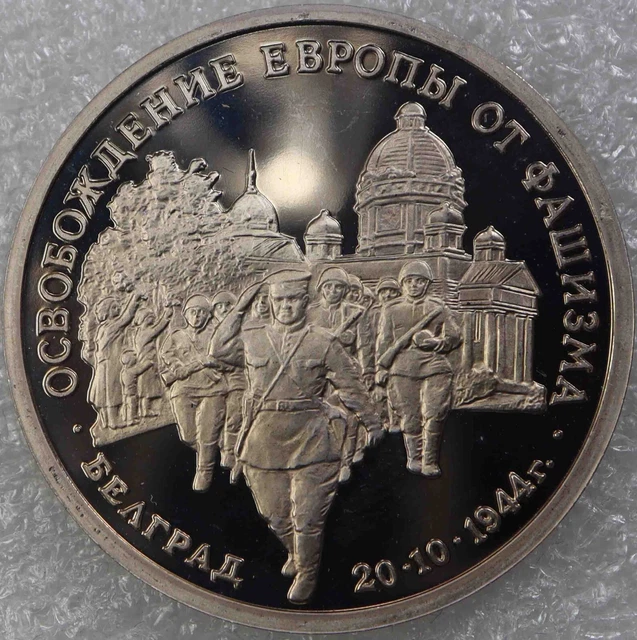 ОСВОБОЖДЕНИЕ ЕВРОПЫ ОТ ФАШИЗМА
· БЕЛГРАД 20·10·1944г. ·